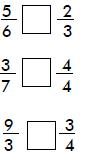 5/6 □ 2/3
3/7 □ 4/4
9/3 □ 3/4